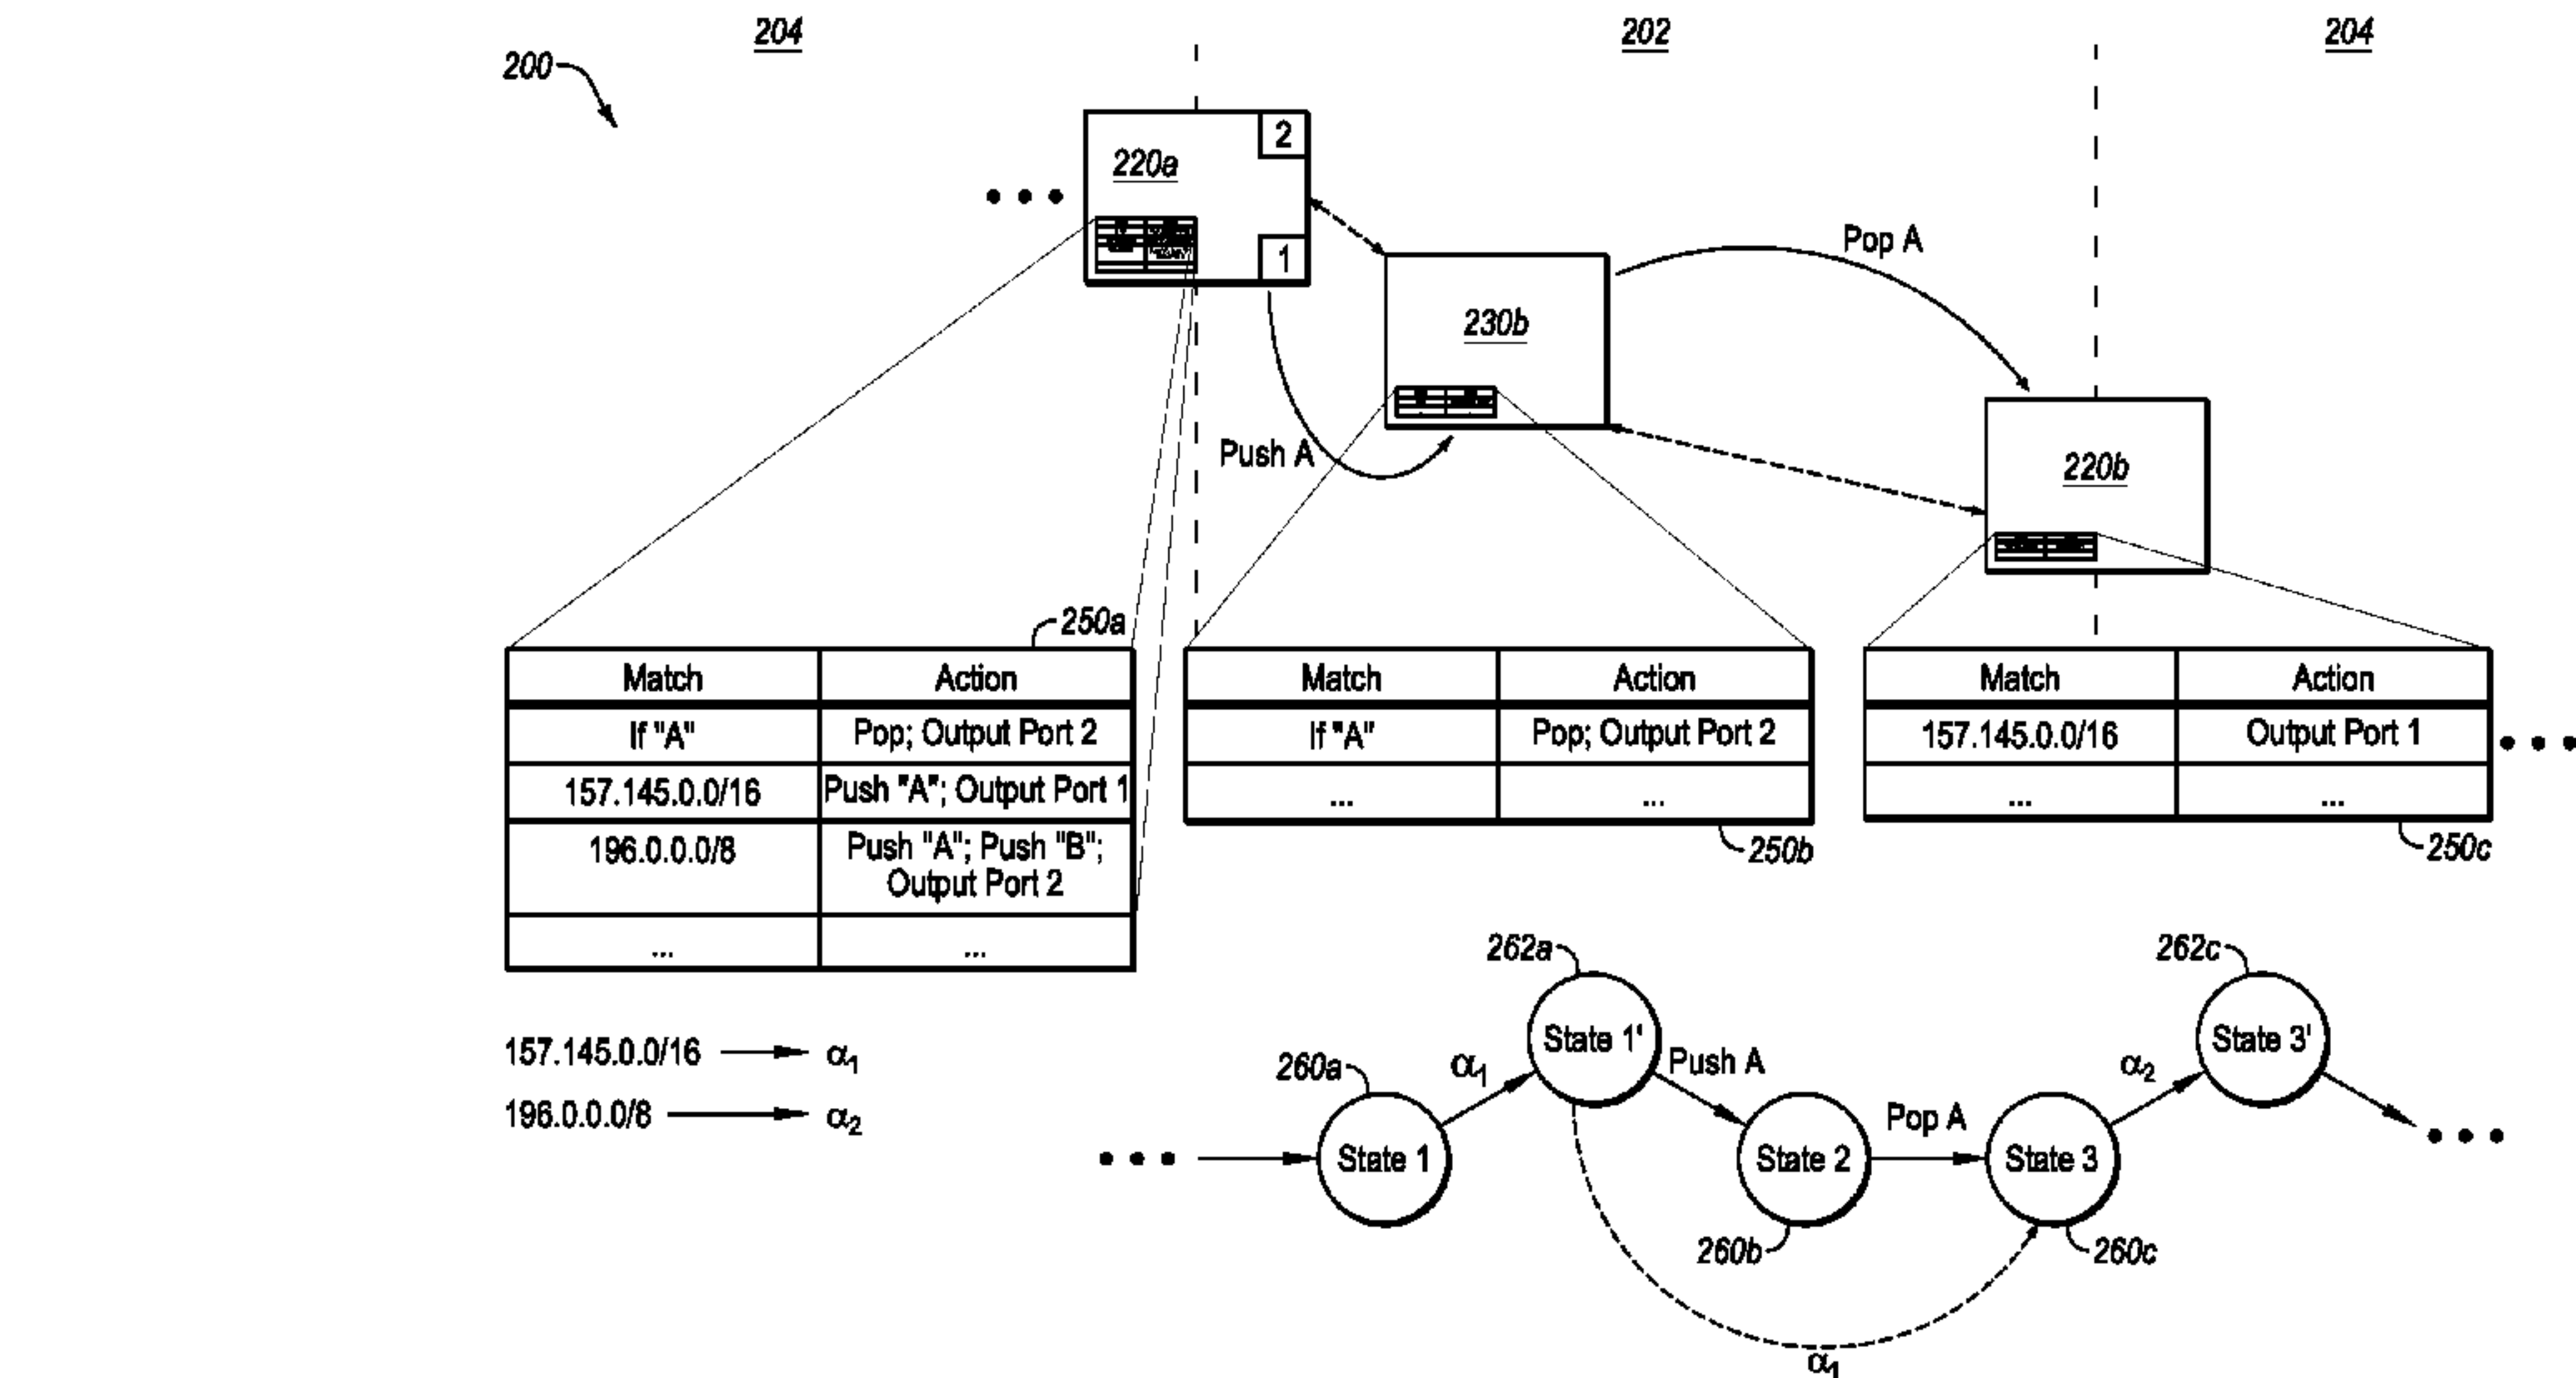 204
202
204
200
2
220a
1
Pop A
230b
Push A
220b
250a
Match Action
If "A" Pop; Output Port 2
157.145.0.0/16 Push "A"; Output Port 1
196.0.0.0/8 Push "A"; Push "B";
Output Port 2
... ...
Match Action
If "A" Pop; Output Port 2
... ...
250b
Match Action
157.145.0.0/16 Output Port 1
... ...
250c
157.145.0.0/16 α1
196.0.0.0/8 α2
262a
262c
State 1'
State 3'
260a
α1
Push A
α2
Pop A
State 1
State 2
State 3
260b
260c
α1